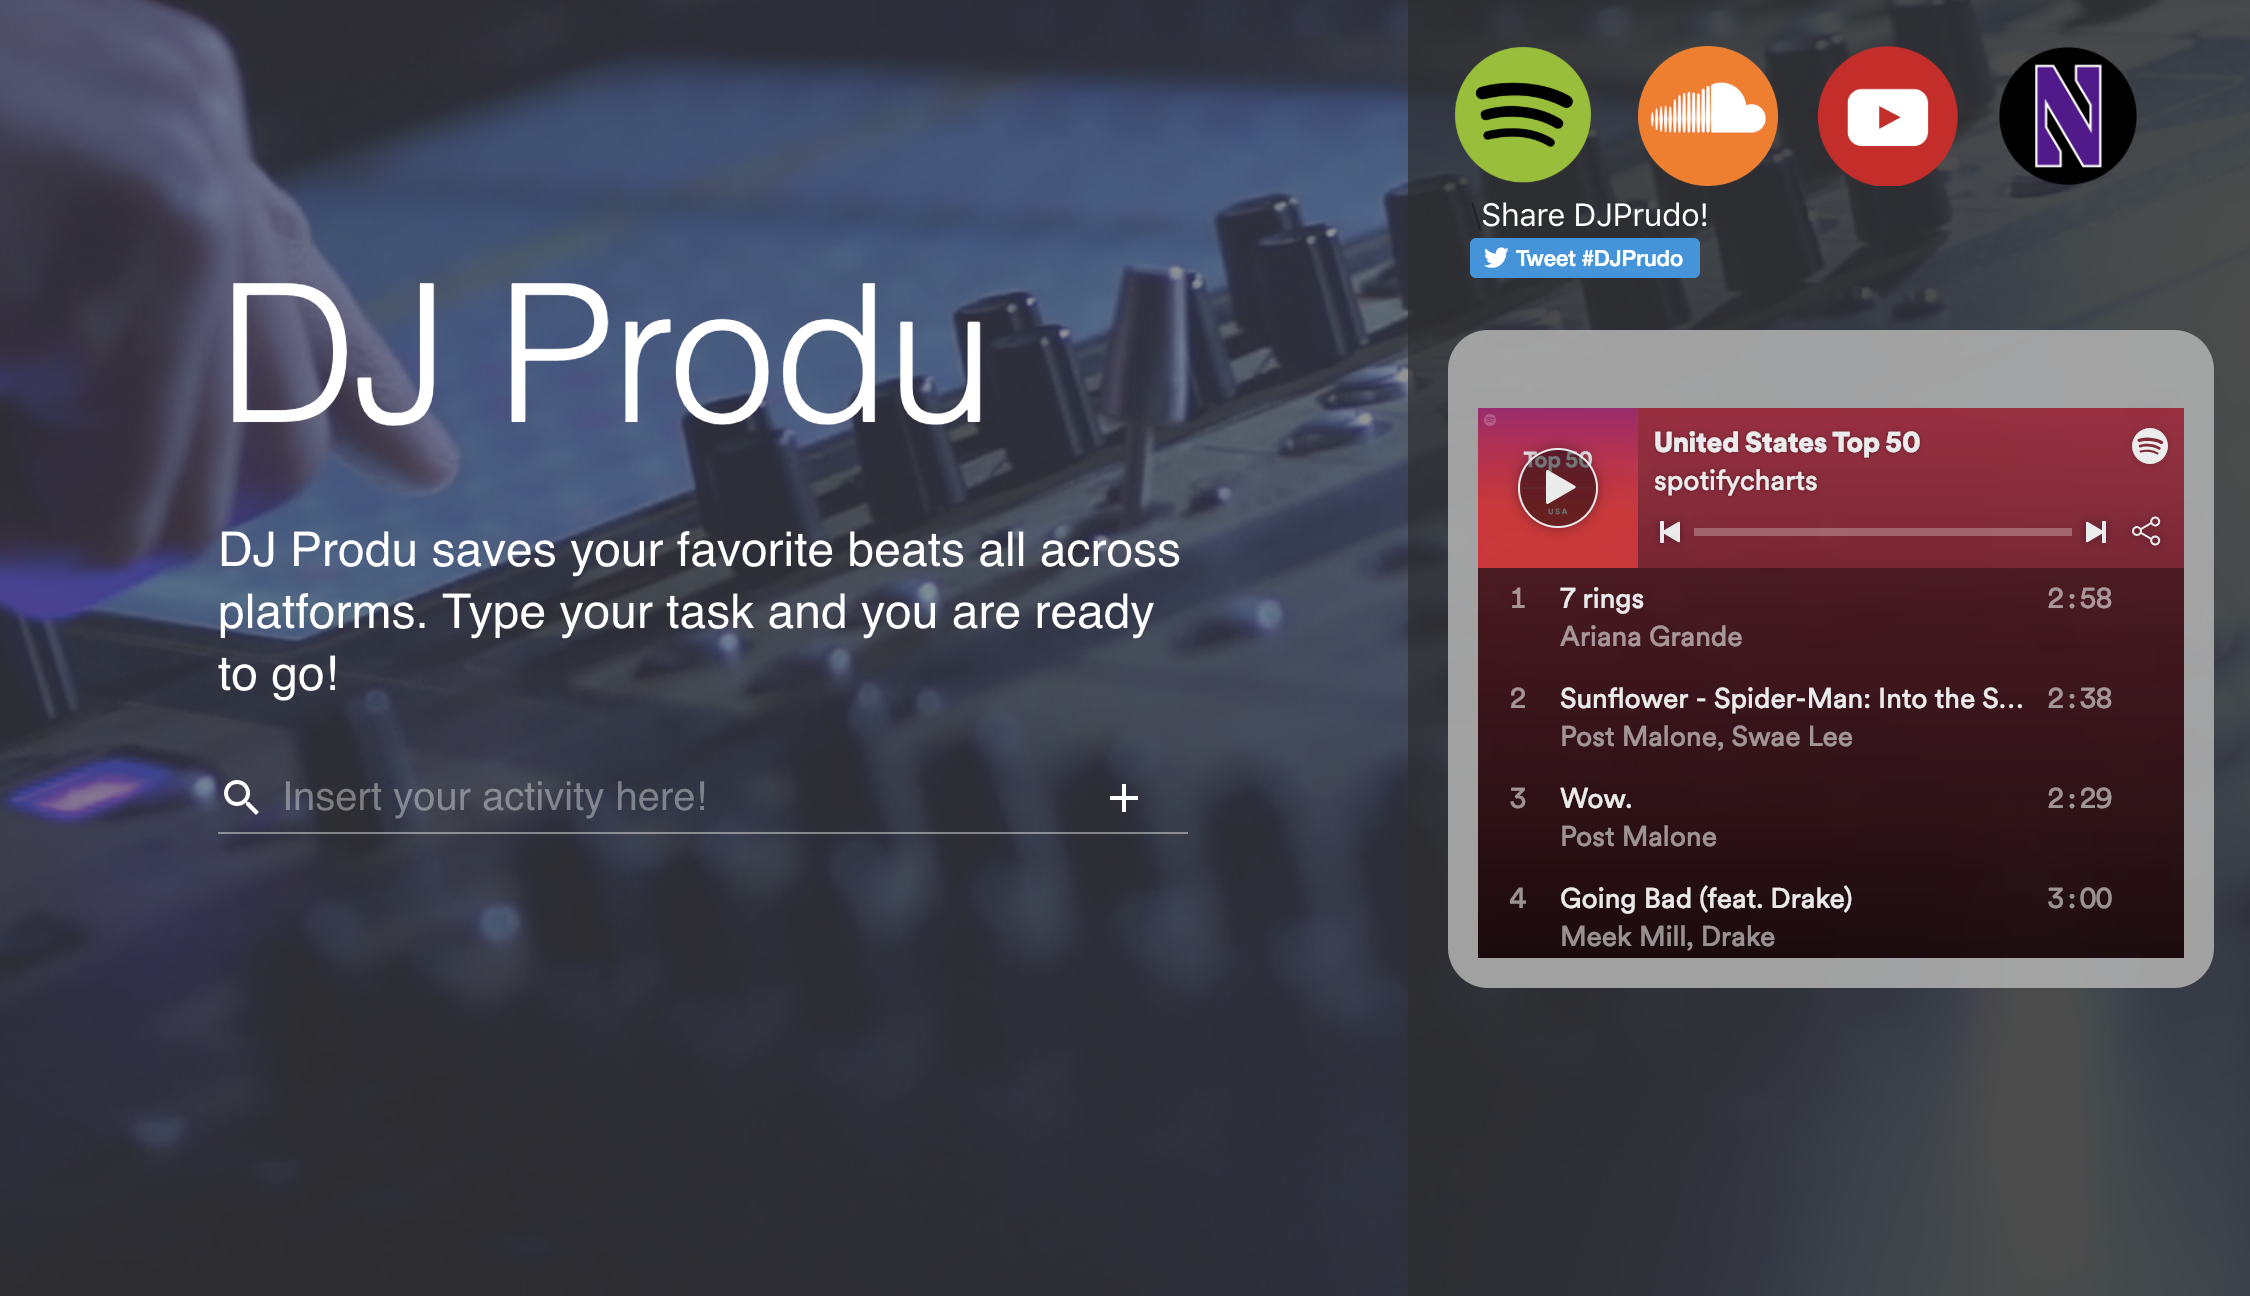 DJ Produ
DJ Produ saves your favorite beats all across
platforms. Type your task and you are ready
to go!
Insert your activity here!
N
\Share DJPrudo!
Tweet #DJPrudo
Top 50
USA
United States Top 50
spotifycharts
1 7 rings 2:58
Ariana Grande
2 Sunflower - Spider-Man: Into the S... 2:38
Post Malone, Swae Lee
3 Wow. 2:29
Post Malone
4 Going Bad (feat. Drake) 3:00
Meek Mill, Drake